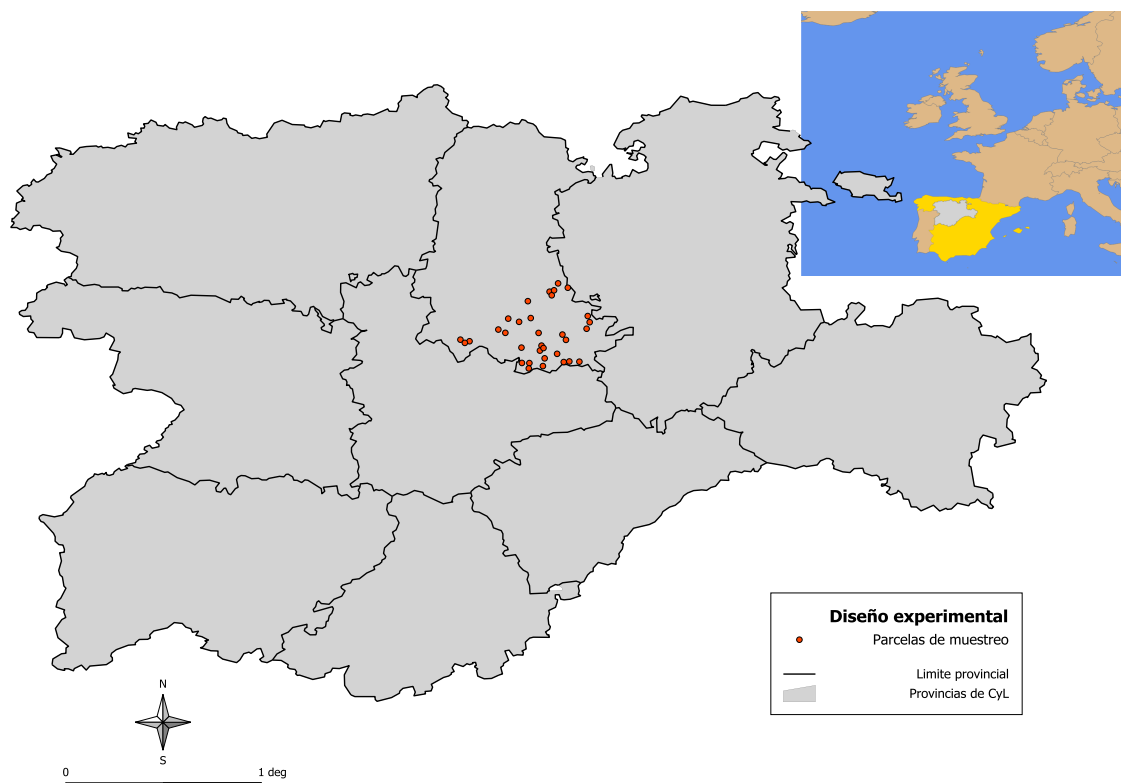 Diseño experimental
Parcelas de muestreo
Limite provincial
Provincias de CyL
N
S
0 1 deg